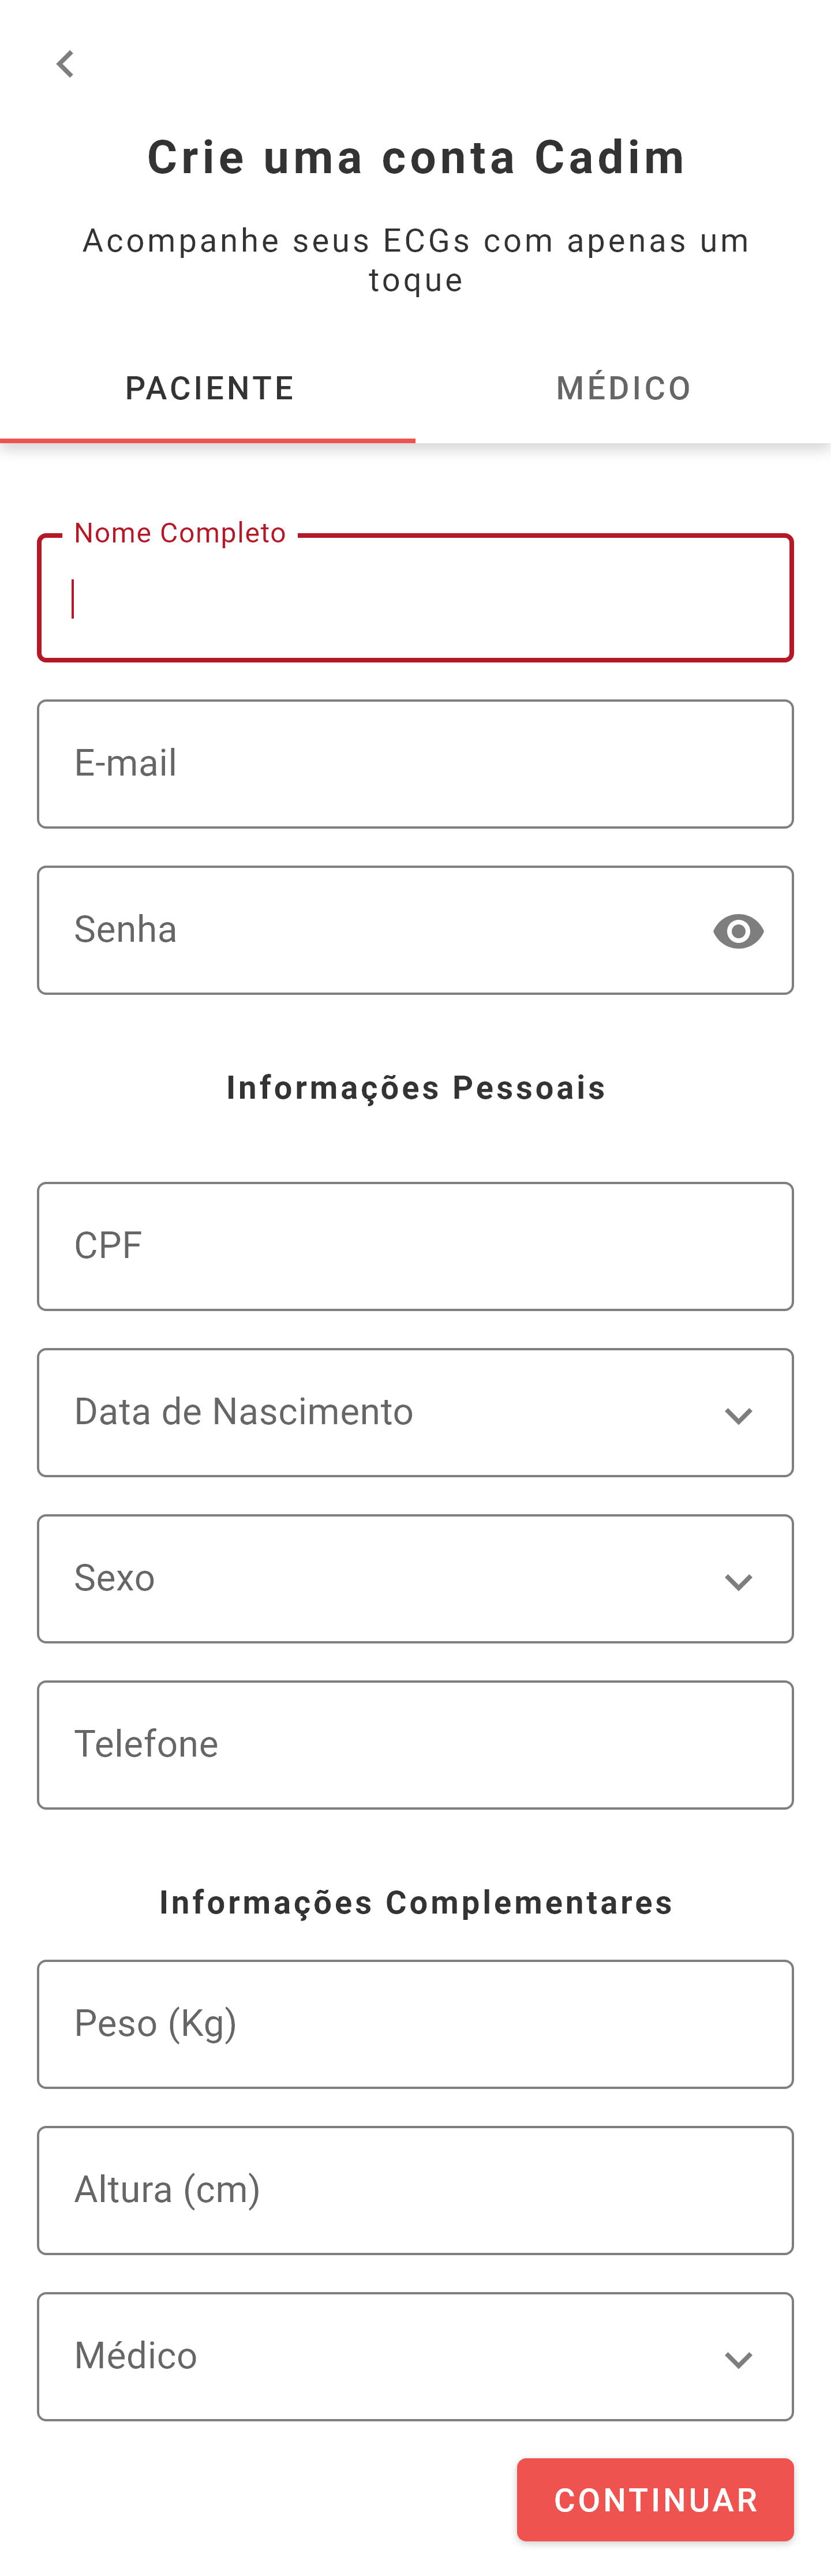 Crie uma conta Cadim
Acompanhe seus ECGs com apenas um
toque
PACIENTE
MÉDICO
Nome Completo
E-mail
Senha
Informações Pessoais
CPF
Data de Nascimento
Sexo
Telefone
Informações Complementares
Peso (Kg)
Altura (cm)
Médico
CONTINUAR